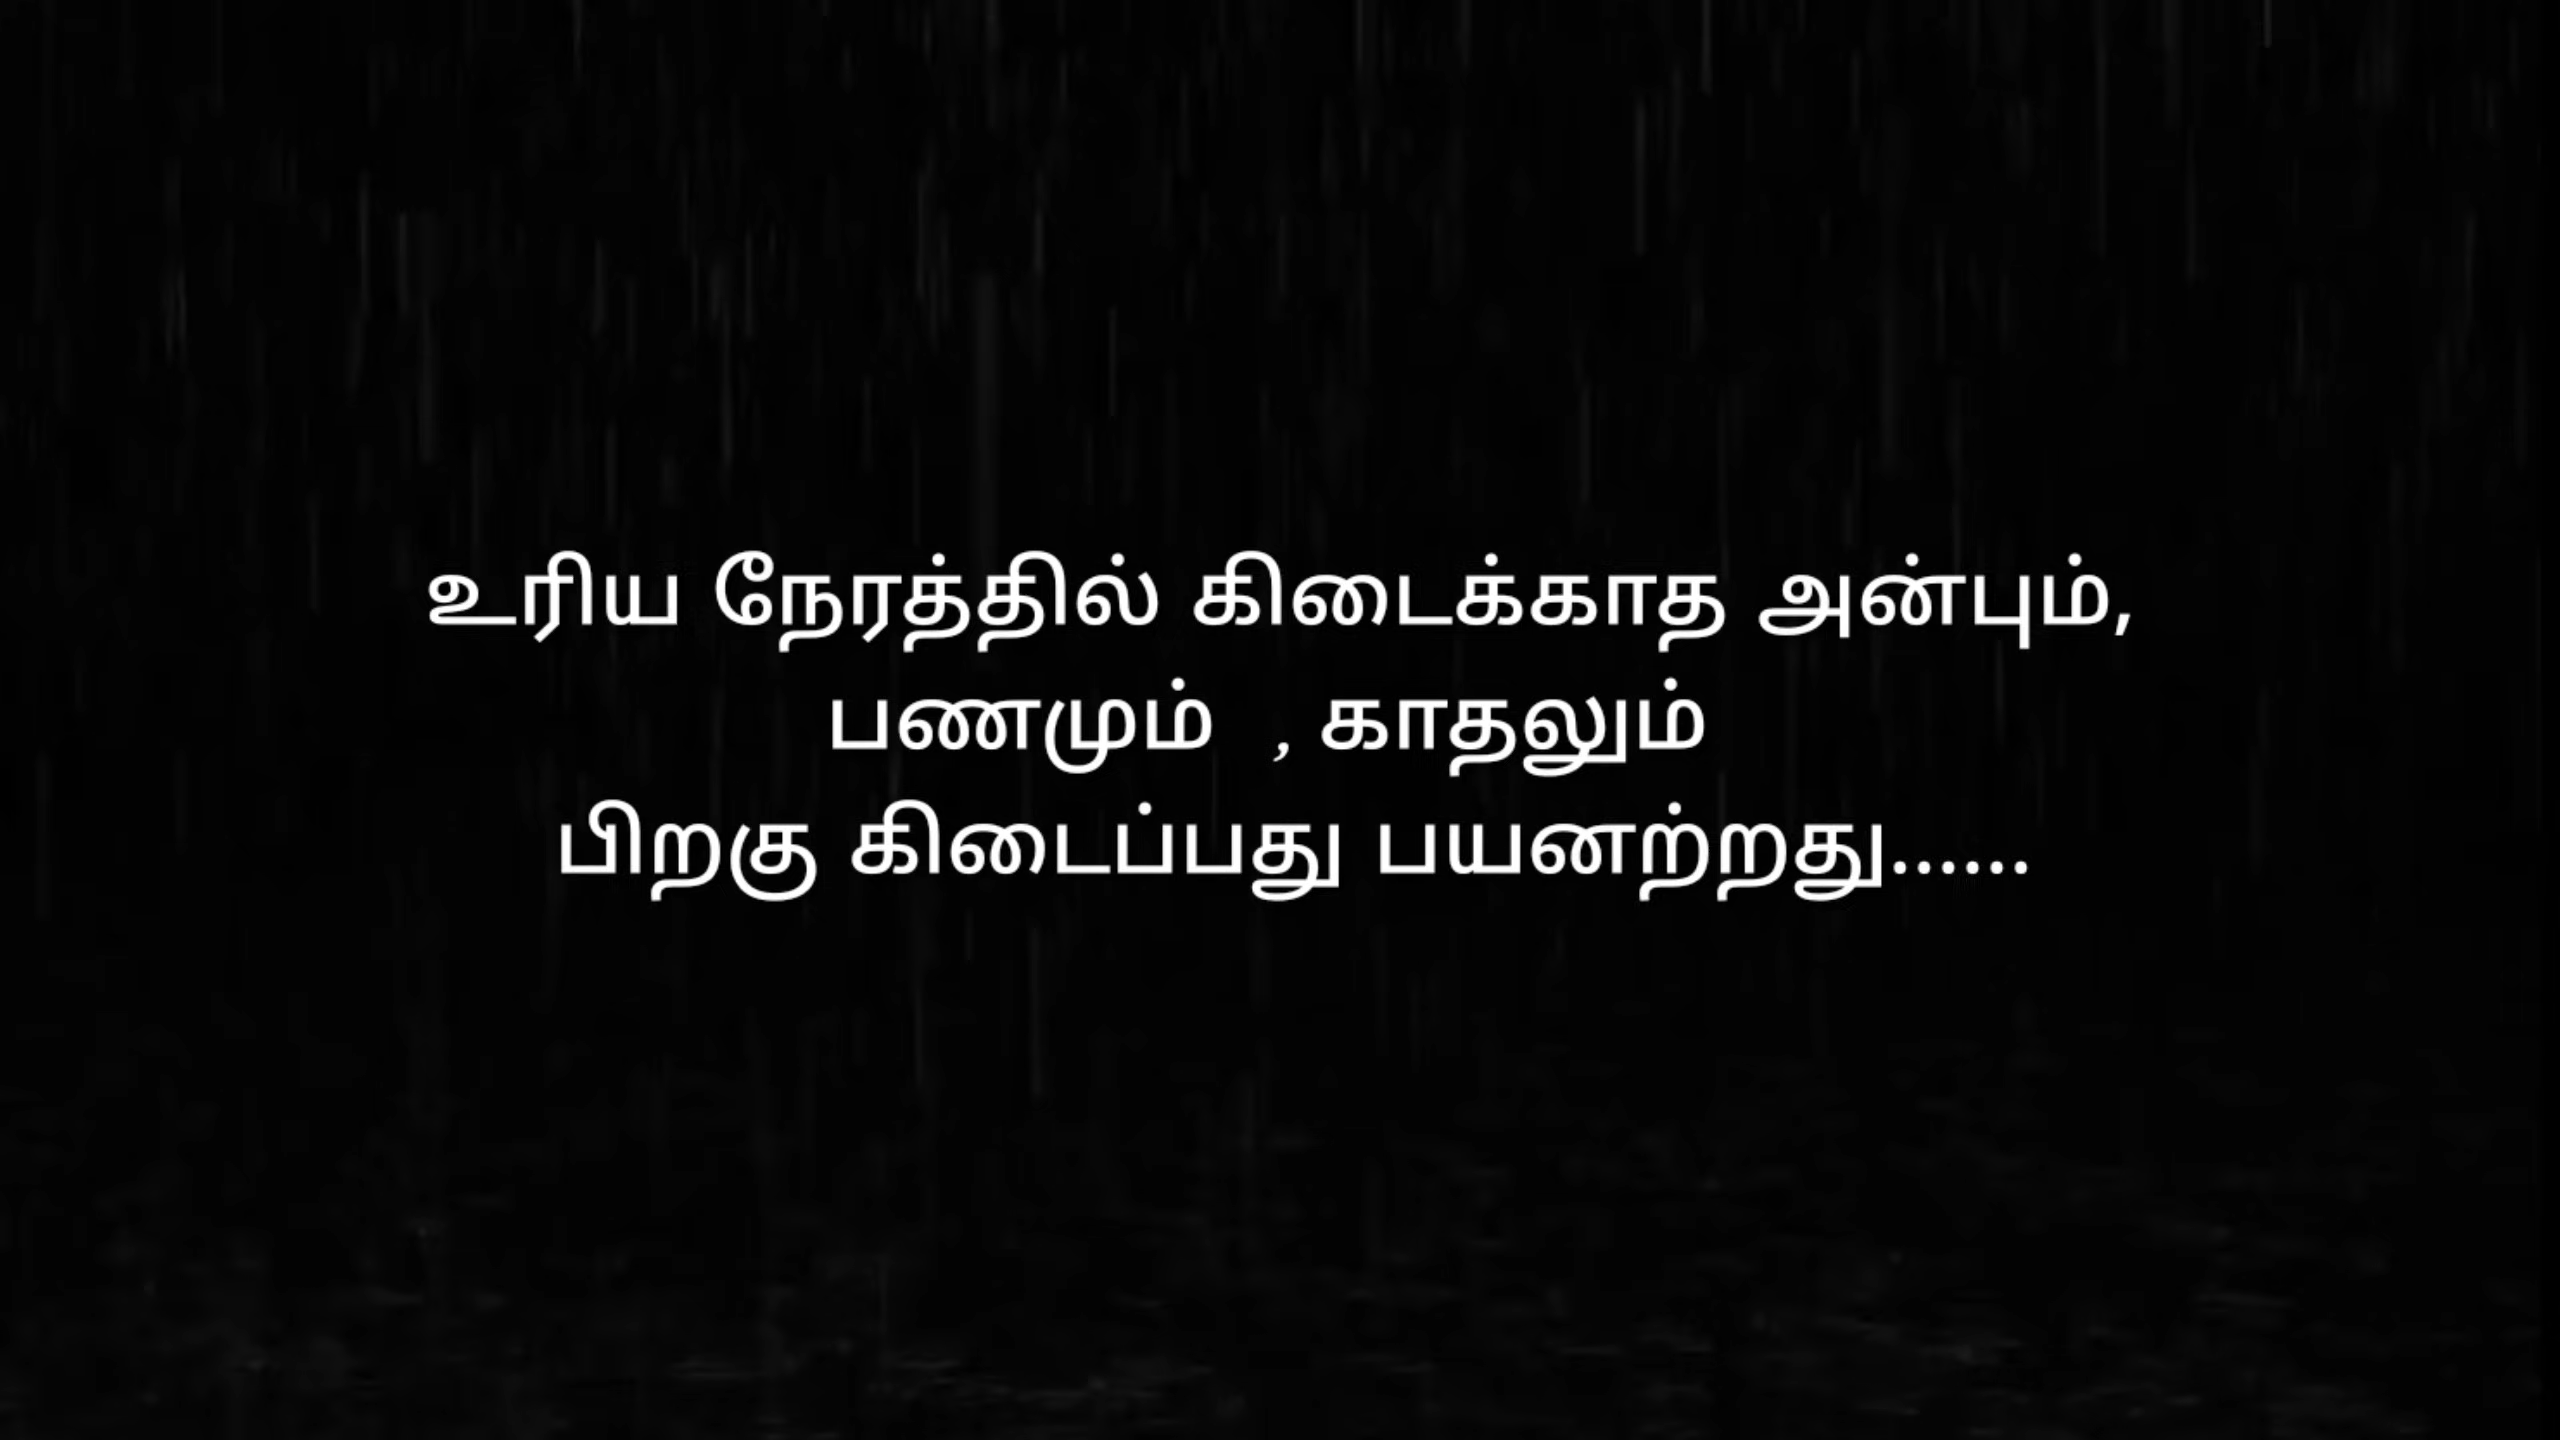 உரிய நேரத்தில் கிடைக்காத அன்பும்,
பணமும்  , காதலும்
பிறகு கிடைப்பது பயனற்றது......